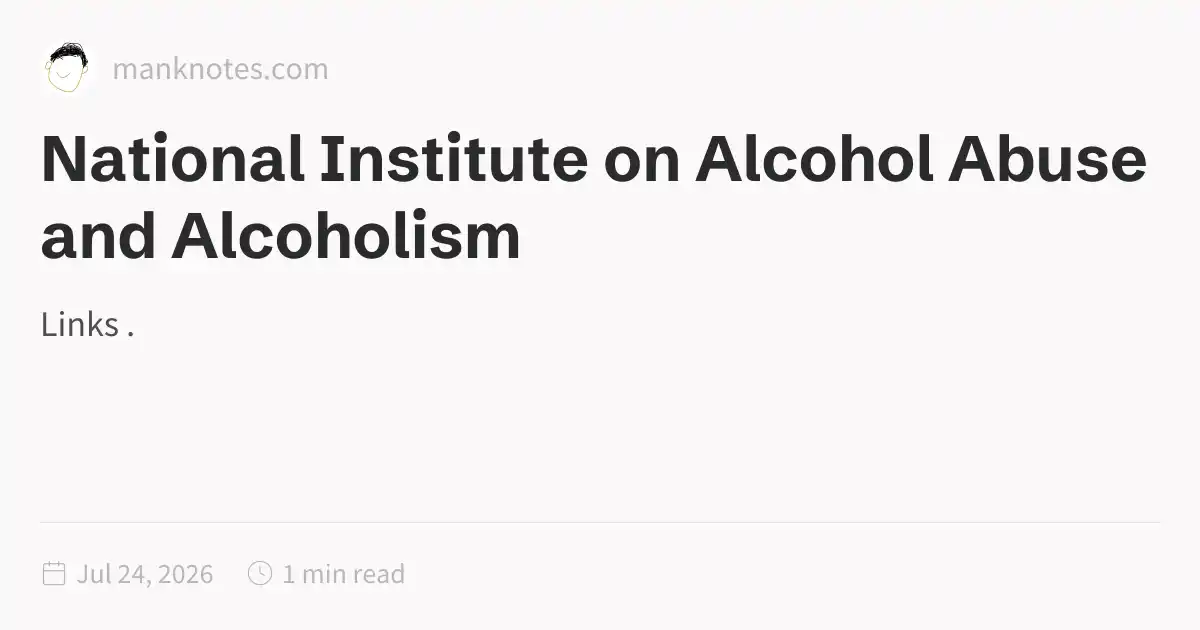 manknotes.com
National Institute on Alcohol Abuse
and Alcoholism
Links .
Jul 24, 2026 1 min read